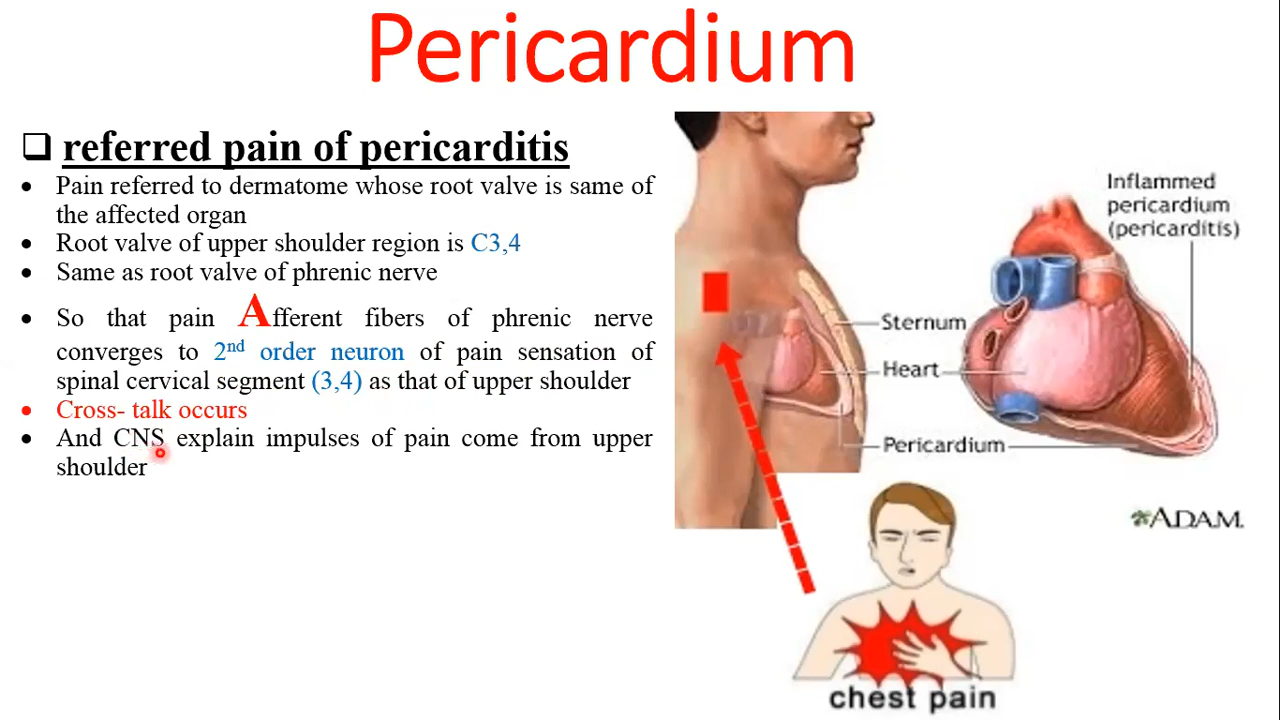 Pericardium
referred pain of pericarditis
Pain referred to dermatome whose root valve is same of
the affected organ
Root valve of upper shoulder region is C3,4
Same as root valve of phrenic nerve
So that pain Afferent fibers of phrenic nerve
converges to 2nd order neuron of pain sensation of
spinal cervical segment (3,4) as that of upper shoulder
Cross- talk occurs
And CNS explain impulses of pain come from upper
shoulder
Inflammed
pericardium
(pericarditis)
Sternum
Heart
Pericardium
ADAM.
chest pain